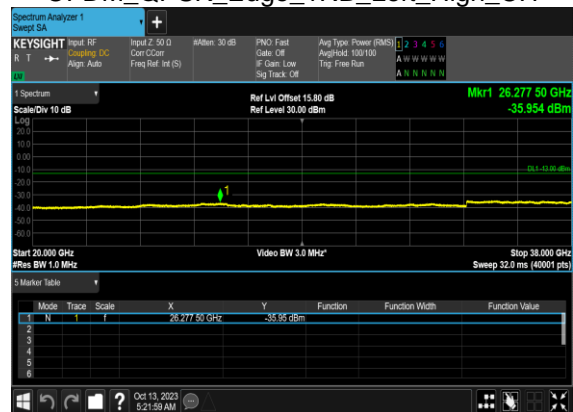 Spectrum Analyzer 1
Swept SA
+
KEYSIGHT Input: RF Input Z: 50 Ω #Atten: 30 dB PNO: Fast Avg Type: Power (RMS) 1 2 3 4 5 6
R T Coupling: DC Corr CCorr Gate: Off Avg|Hold: 100/100 A W W W W W
Align: Auto Freq Ref: Int (S) IF Gain: Low Trig: Free Run
LU Sig Track: Off A N N N N N
1 Spectrum Ref Lvl Offset 15.80 dB Mkr1 26.277 50 GHz
Scale/Div 10 dB Ref Level 30.00 dBm -35.954 dBm
Log
20.0
10.0
0.00
-10.0 DL1 -13.00 dBm
-20.0
-30.0 1
-40.0
-50.0
-60.0
Start 20.000 GHz Video BW 3.0 MHz* Stop 38.000 GHz
#Res BW 1.0 MHz Sweep 32.0 ms (40001 pts)
5 Marker Table
Mode Trace Scale X Y Function Function Width Function Value
1 N 1 f 26.277 50 GHz -35.95 dBm
2
3
4
5
6
? Oct 13, 2023
5:21:59 AM